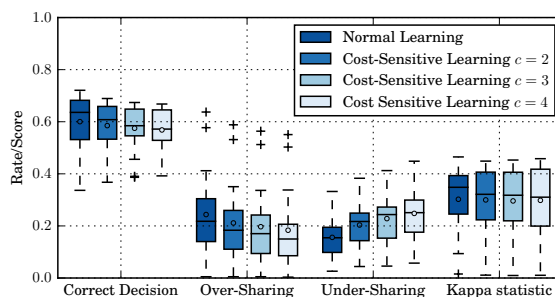 1.0
0.8
0.6
0.4
0.2
0.0
Rate/Score
Normal Learning
Cost-Sensitive Learning c = 2
Cost-Sensitive Learning c = 3
Cost Sensitive Learning c = 4
Correct Decision Over-Sharing Under-Sharing Kappa statistic